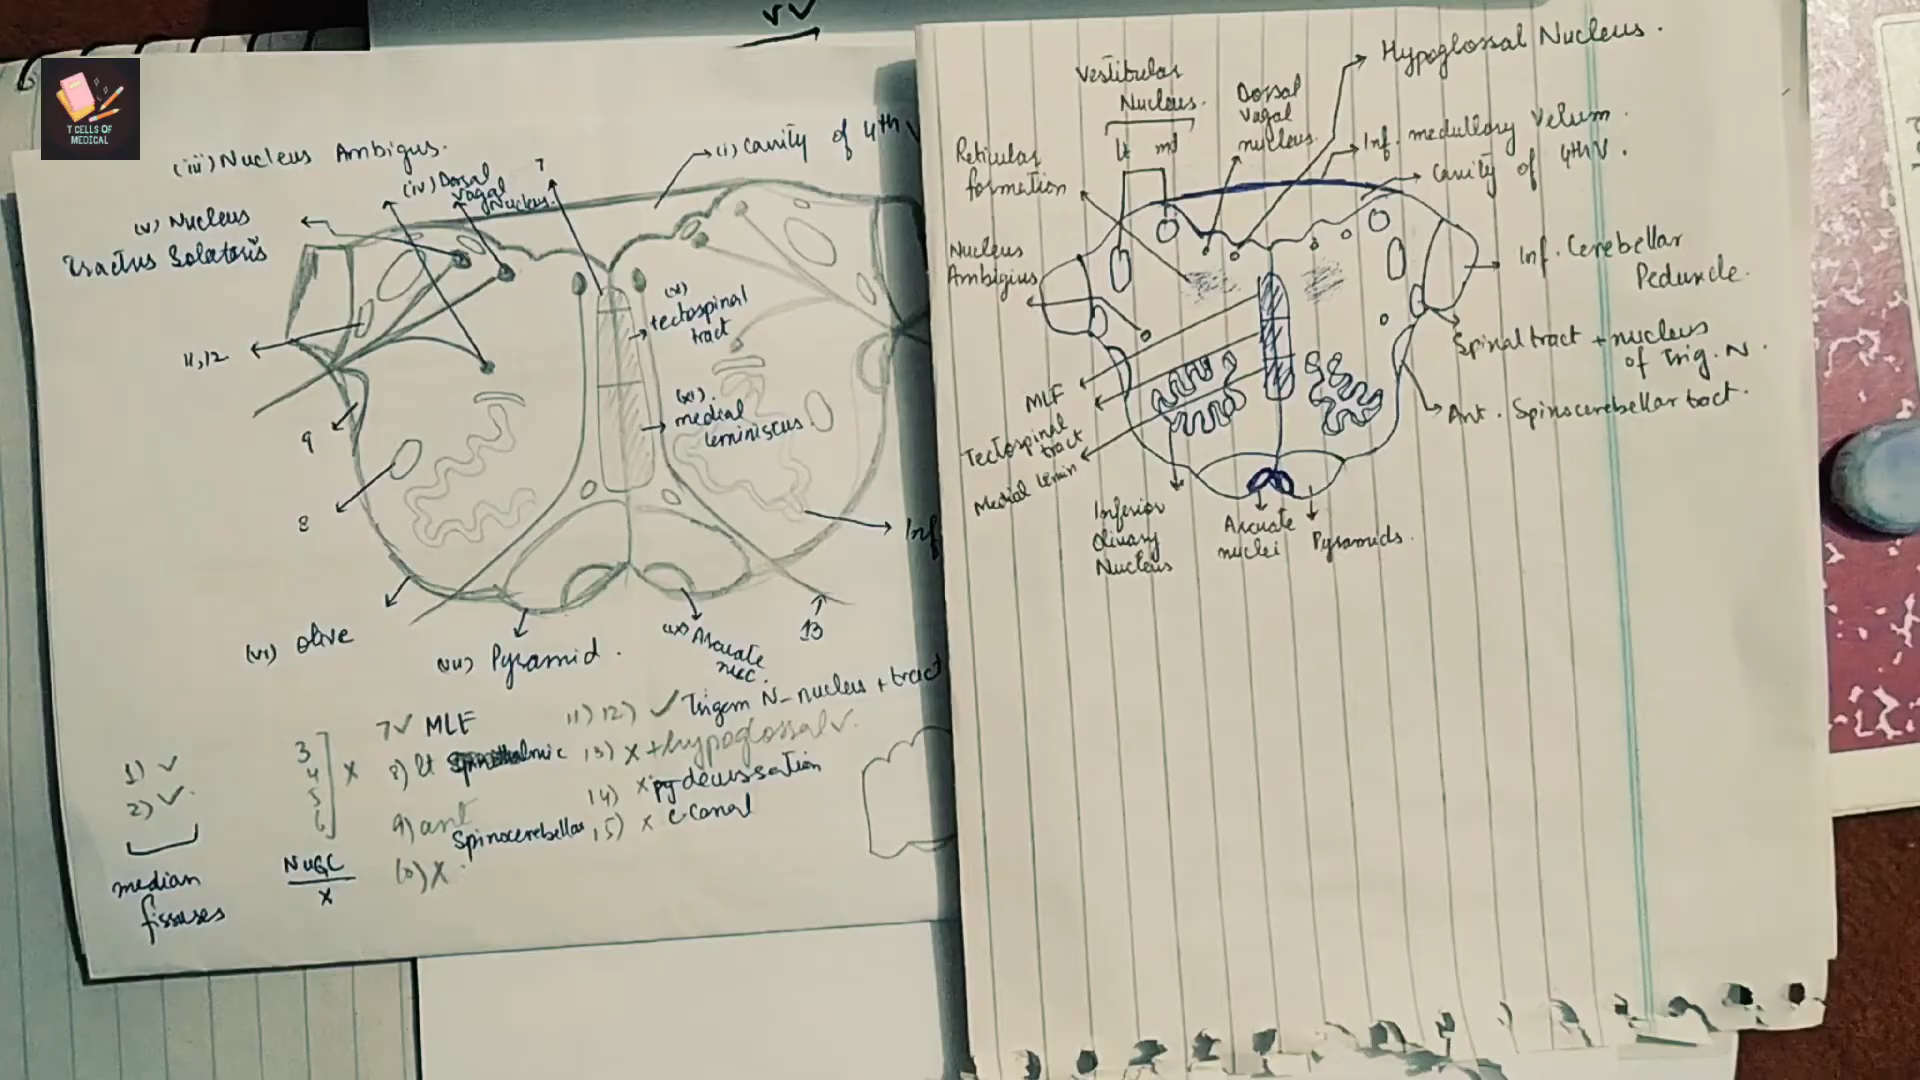 rv
T CELLS OF
MEDICAL
(iii) Nucleus Ambigus.
(iv) Dorsal
vagal
Nucleus.
7
(i) cavity of 4th V
(v) Nucleus
tractus Solatoris
11,12
9
8
(x)
tectospinal
tract
(xi).
medial
leminiscus
Inf
13
(vi) Olive
(vii) Pyramid.
(ix) Arcuate
nuc.
1) ✓
2) ✓.
median
fissures
3
4
5
6
x
NuGC
x
7 ✓ MLF
8) lt
9) ant
Spinocerebellar
10) X.
11) 12) ✓ Trigem N- nucleus + tract
13) x + hypoglossal ✓.
14) x py decussation
15) x c-canal
Vestibular
Nucleus.
lt md
Dorsal
vagal
nucleus.
Hypoglossal Nucleus.
Inf. medullary Velum.
Cavity of 4th V.
Reticular
formation
Nucleus
Ambigius
Inf. Cerebellar
Peduncle.
Spinal tract + nucleus
of Trig. N.
Ant. Spinocerebellar tract.
MLF
Tectospinal
tract
Medial lemin
Inferior
Olivary
Nucleus
Arcuate
nuclei
Pyramids.